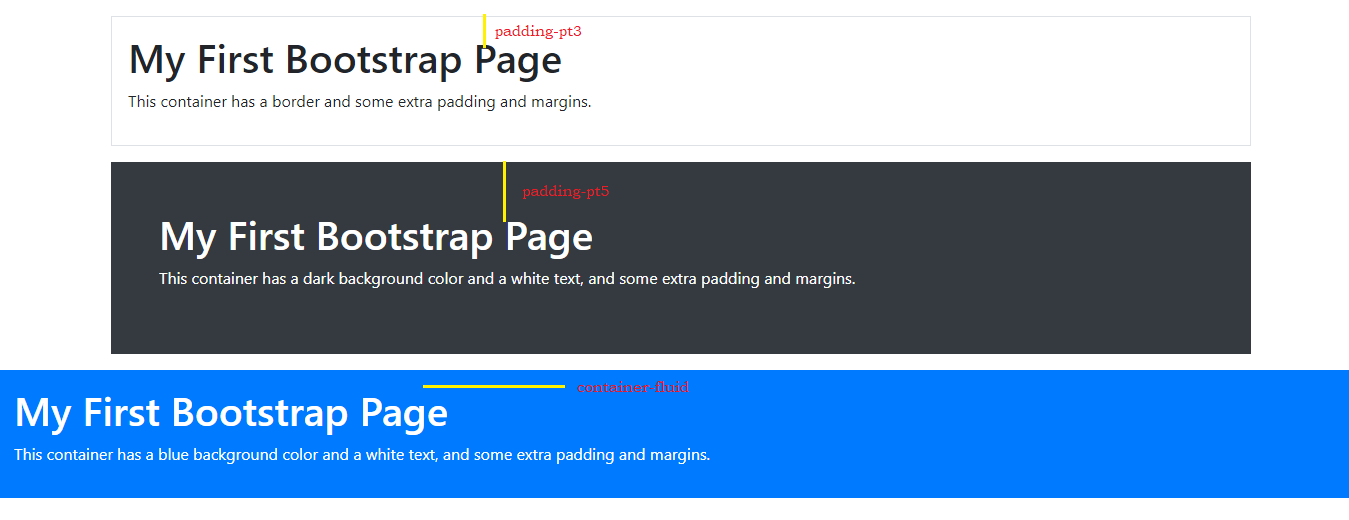 padding-pt3
My First Bootstrap Page
This container has a border and some extra padding and margins.
padding-pt5
My First Bootstrap Page
This container has a dark background color and a white text, and some extra padding and margins.
container-fluid
My First Bootstrap Page
This container has a blue background color and a white text, and some extra padding and margins.